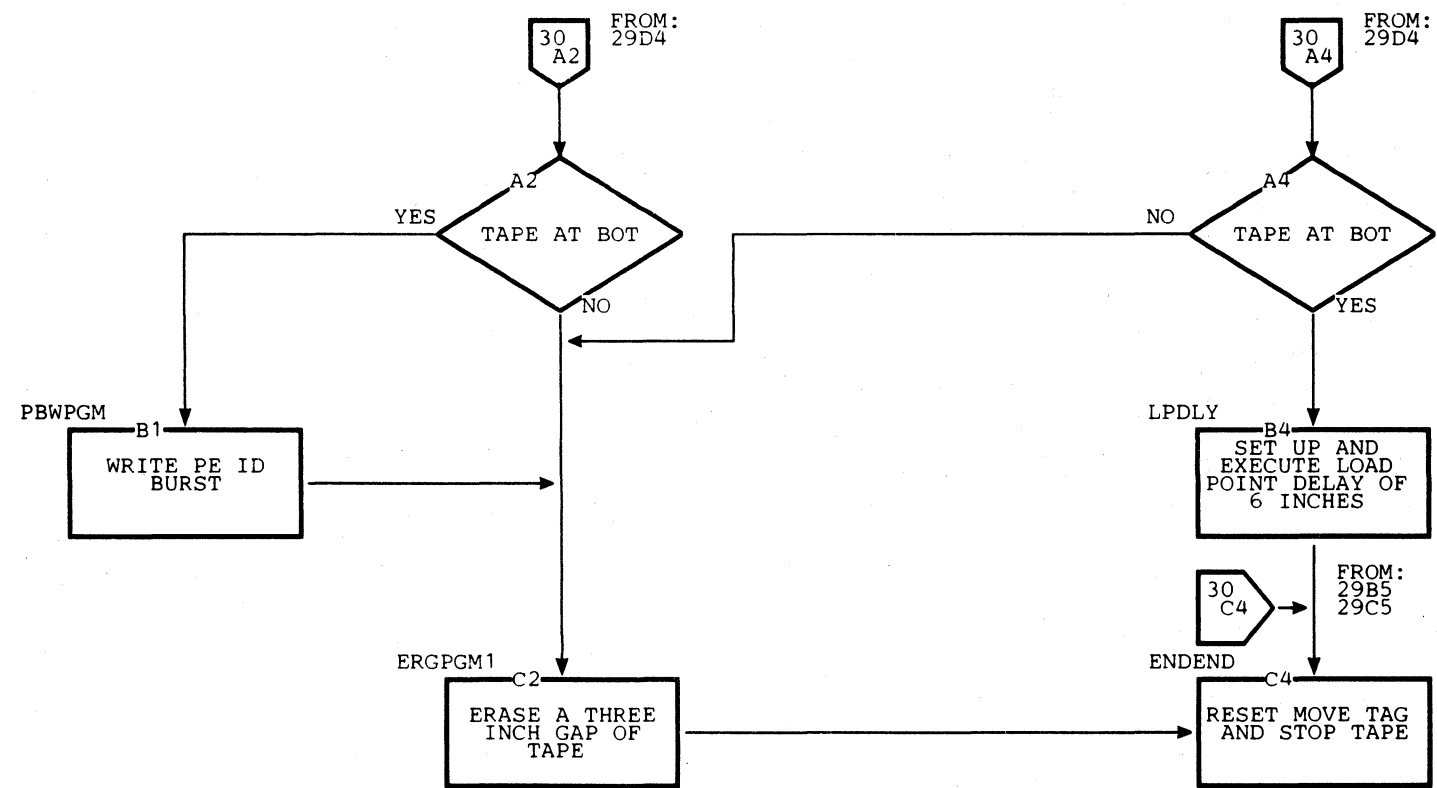 30
A2
FROM:
29D4
30
A4
FROM:
29D4
A2
TAPE AT BOT
YES
NO
A4
TAPE AT BOT
NO
YES
PBWPGM
B1
WRITE PE ID
BURST
LPDLY
B4
SET UP AND
EXECUTE LOAD
POINT DELAY OF
6 INCHES
30
C4
FROM:
29B5
29C5
ERGPGM1
C2
ERASE A THREE
INCH GAP OF
TAPE
ENDEND
C4
RESET MOVE TAG
AND STOP TAPE